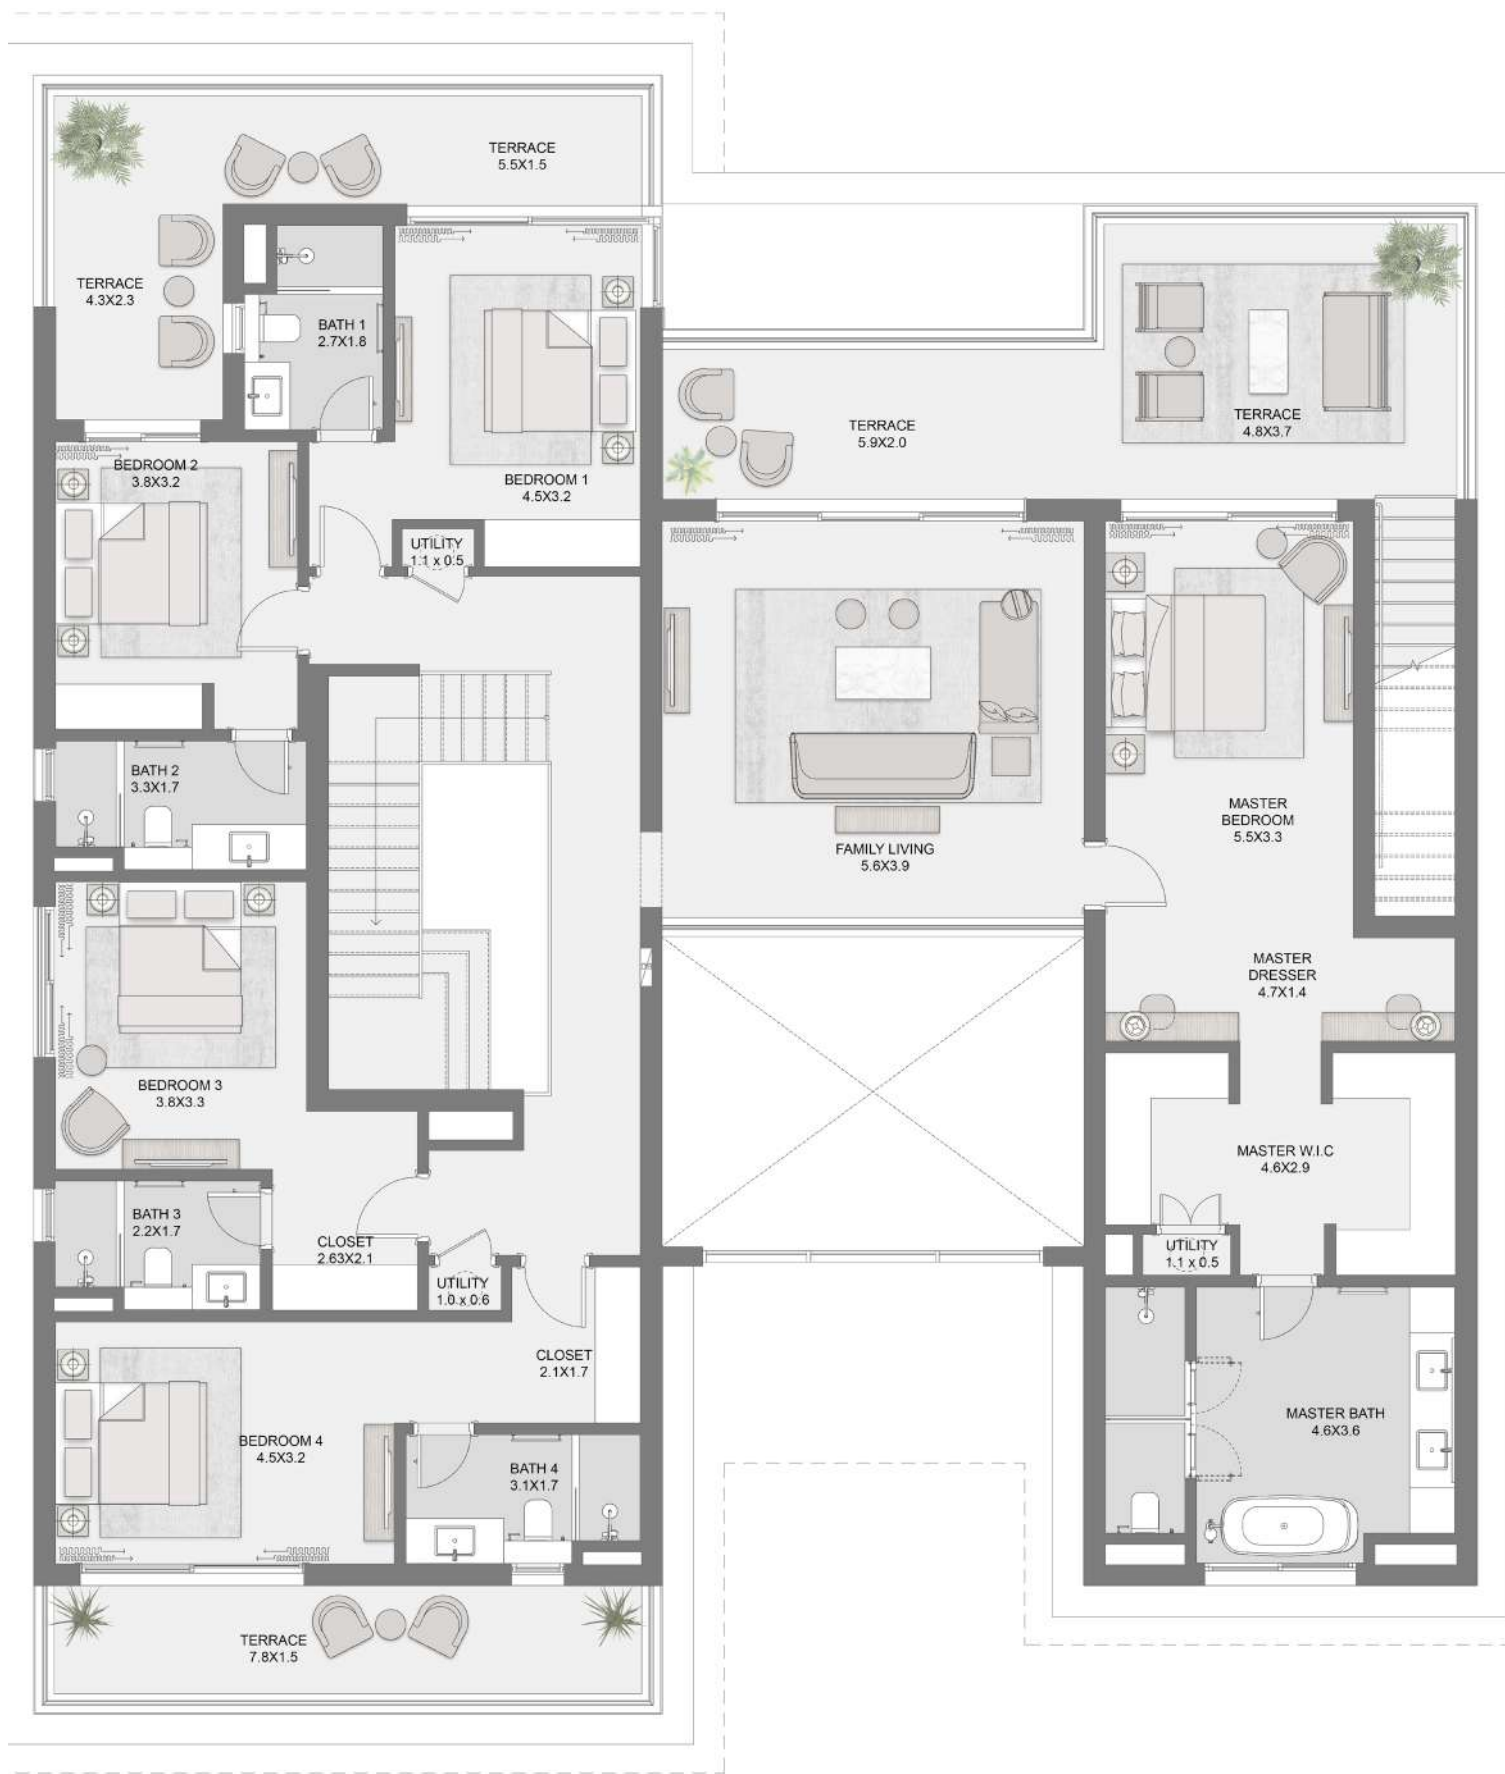 TERRACE
5.5X1.5
TERRACE
4.3X2.3
BATH 1
2.7X1.8
BEDROOM 1
4.5X3.2
TERRACE
5.9X2.0
TERRACE
4.8X3.7
BEDROOM 2
3.8X3.2
UTILITY
1.1 x 0.5
BATH 2
3.3X1.7
FAMILY LIVING
5.6X3.9
MASTER
BEDROOM
5.5X3.3
MASTER
DRESSER
4.7X1.4
BEDROOM 3
3.8X3.3
MASTER W.I.C
4.6X2.9
BATH 3
2.2X1.7
CLOSET
2.63X2.1
UTILITY
1.0 x 0.6
UTILITY
1.1 x 0.5
CLOSET
2.1X1.7
BEDROOM 4
4.5X3.2
BATH 4
3.1X1.7
MASTER BATH
4.6X3.6
TERRACE
7.8X1.5